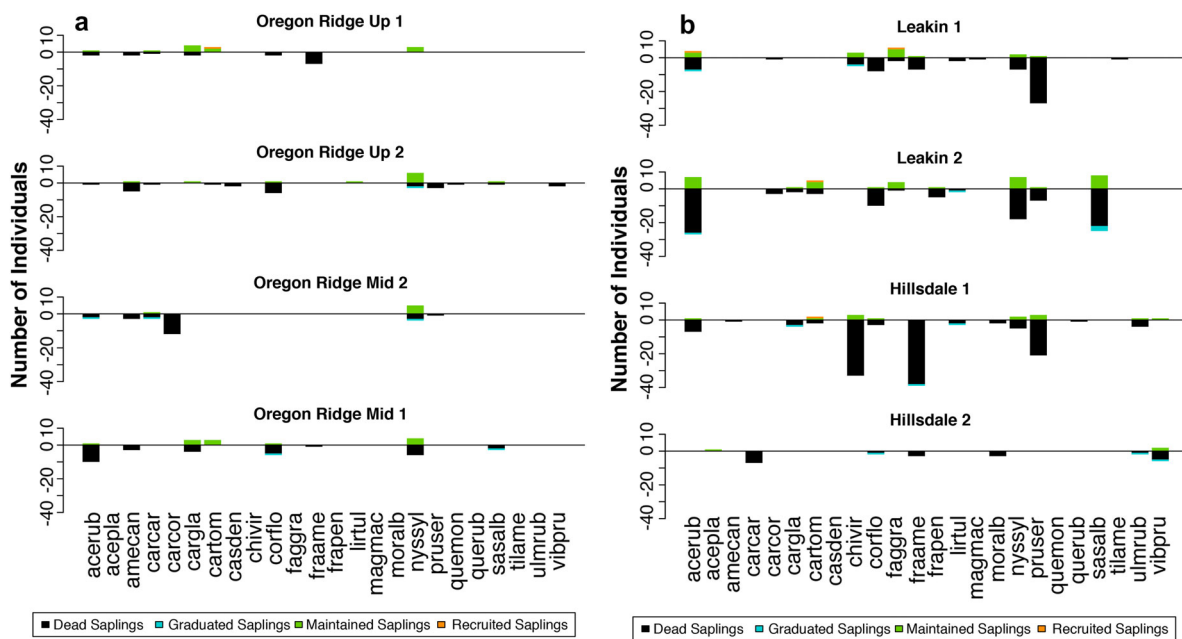 a
Number of Individuals
Oregon Ridge Up 1
0 10
-20
-40
Oregon Ridge Up 2
0 10
-20
-40
Oregon Ridge Mid 2
0 10
-20
-40
Oregon Ridge Mid 1
0 10
-20
-40
acerub
acepla
amecan
carcar
carcor
cargla
cartom
casden
chivir
corflo
faggra
fraame
frapen
lirtul
magmac
moralb
nyssyl
pruser
quemon
querub
sasalb
tilame
ulmrub
vibpru
Dead Saplings Graduated Saplings Maintained Saplings Recruited Saplings
b
Number of Individuals
Leakin 1
0 10
-20
-40
Leakin 2
0 10
-20
-40
Hillsdale 1
0 10
-20
-40
Hillsdale 2
0 10
-20
-40
acerub
acepla
amecan
carcar
carcor
cargla
cartom
casden
chivir
corflo
faggra
fraame
frapen
lirtul
magmac
moralb
nyssyl
pruser
quemon
querub
sasalb
tilame
ulmrub
vibpru
Dead Saplings Graduated Saplings Maintained Saplings Recruited Saplings